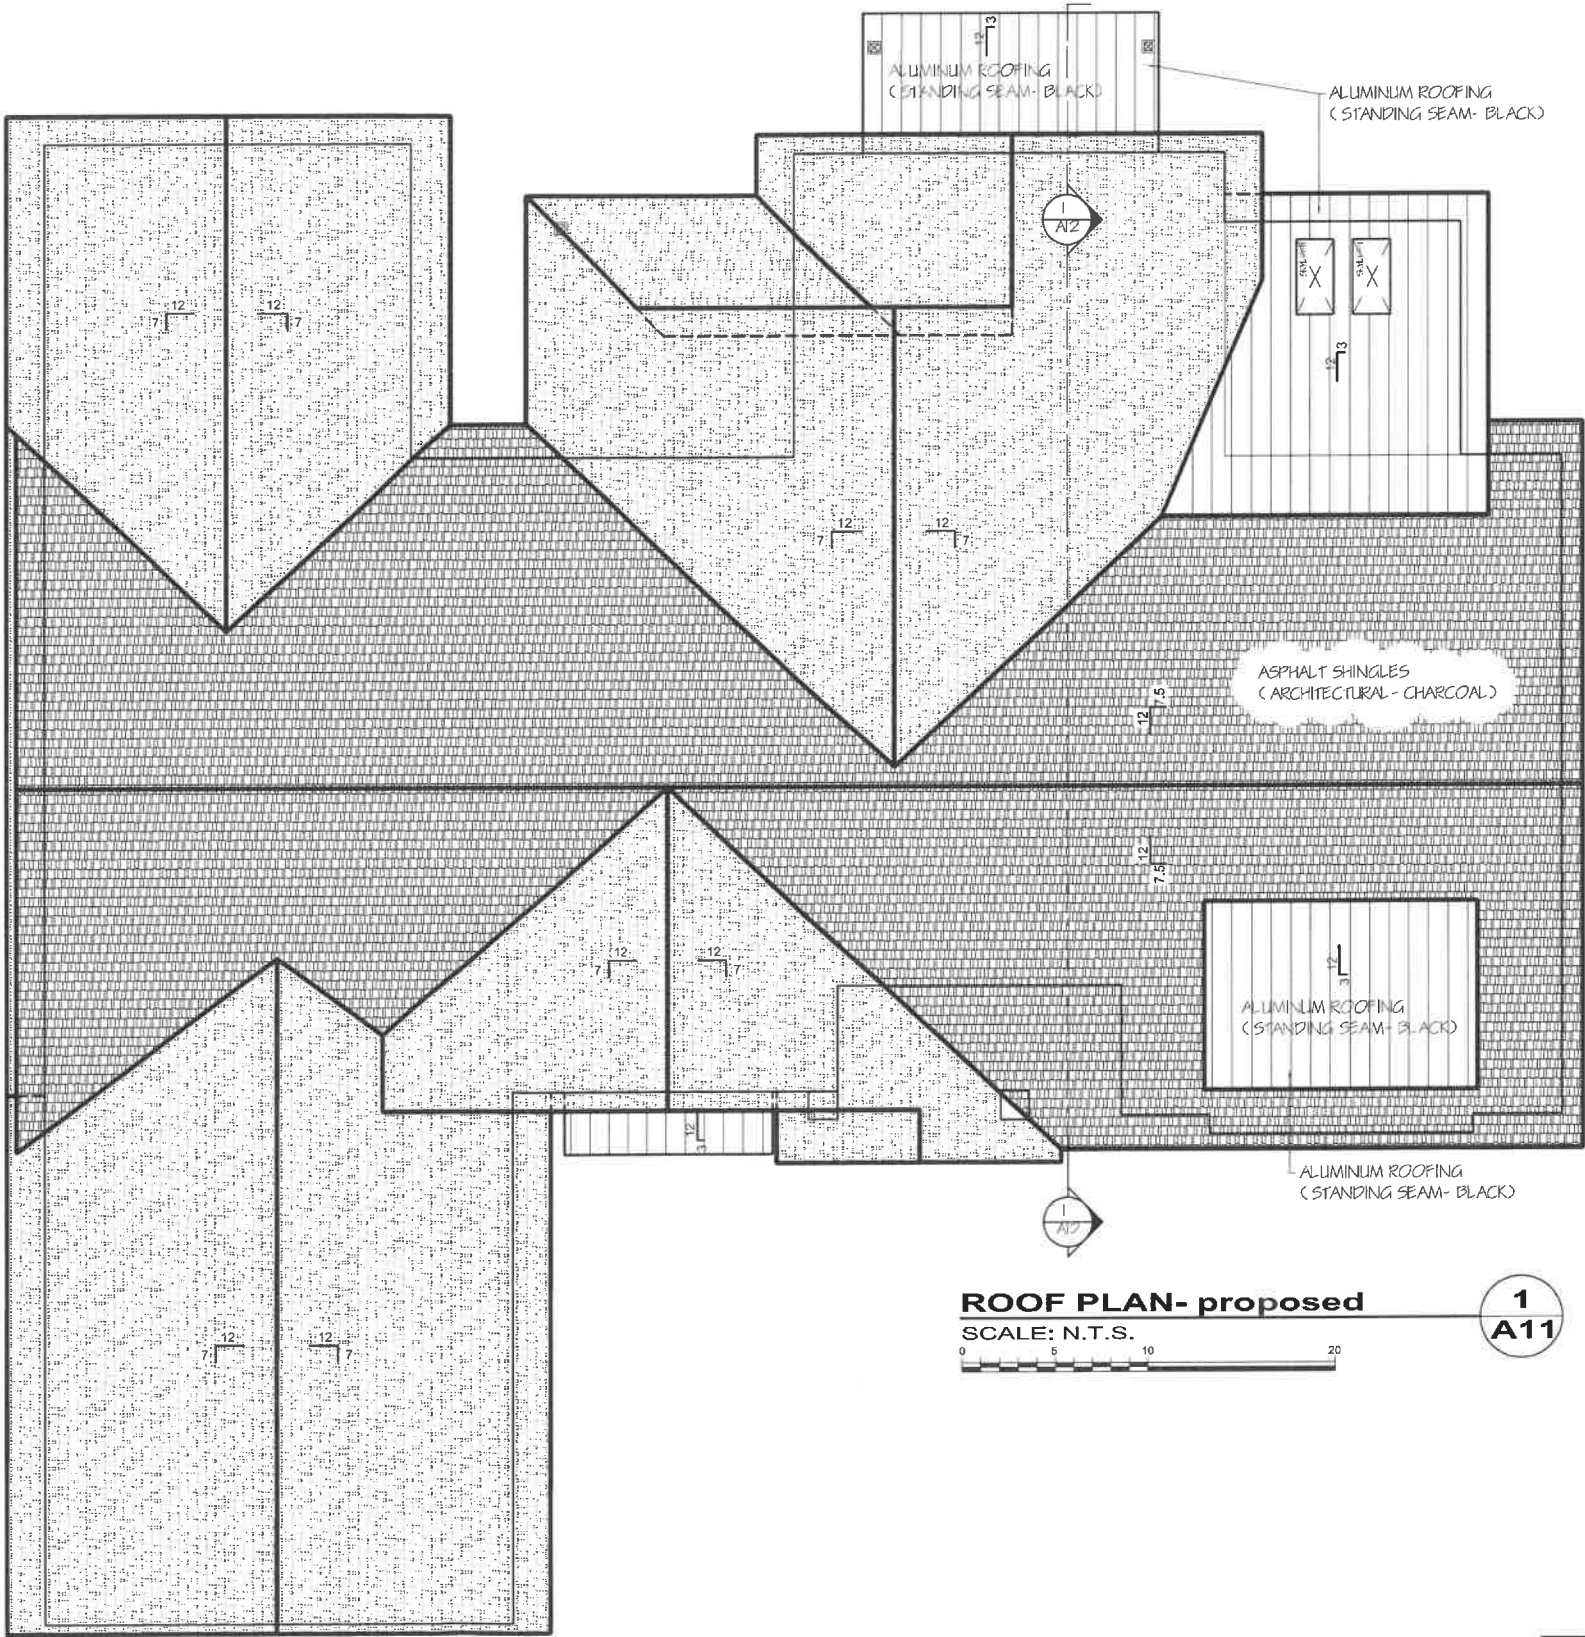 12 3
ALUMINUM ROOFING
( STANDING SEAM- BLACK)
ALUMINUM ROOFING
( STANDING SEAM- BLACK)
1
A12
12
7
12
7
12 3
12
7
12
7
ASPHALT SHINGLES
( ARCHITECTURAL - CHARCOAL)
12 7.5
12
7.5
12
7
12
7
12
3
ALUMINUM ROOFING
( STANDING SEAM- BLACK)
12
3
ALUMINUM ROOFING
( STANDING SEAM- BLACK)
1
A12
ROOF PLAN- proposed
SCALE: N.T.S.
1
A11
0 5 10 20
12
7
12
7